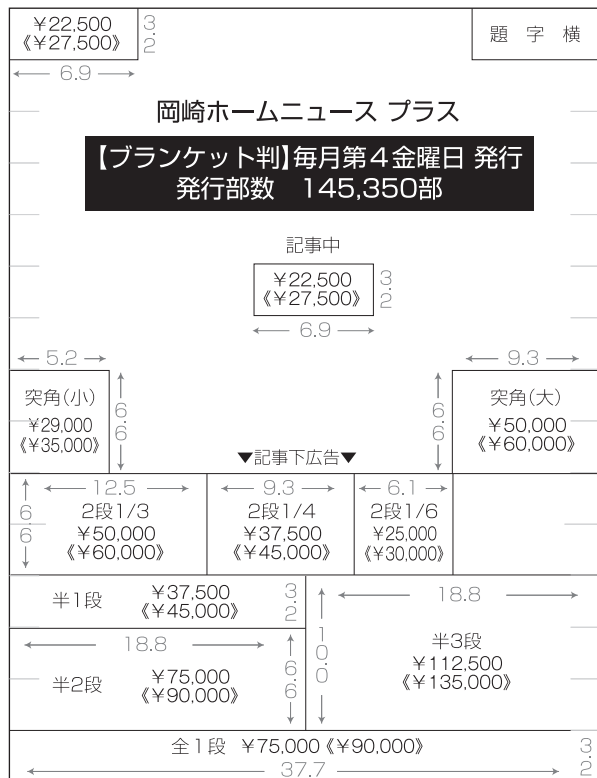 ¥22,500
《¥27,500》
3.2
6.9
題 字 横
岡崎ホームニュース プラス
【ブランケット判】毎月第4金曜日 発行
発行部数 145,350部
記事中
¥22,500
《¥27,500》
3.2
6.9
5.2
突角(小)
¥29,000
《¥35,000》
6.6
9.3
突角(大)
¥50,000
《¥60,000》
6.6
▼記事下広告▼
6.6
12.5
2段1/3
¥50,000
《¥60,000》
9.3
2段1/4
¥37,500
《¥45,000》
6.1
2段1/6
¥25,000
《¥30,000》
半1段
¥37,500
《¥45,000》
3.2
18.8
半2段
¥75,000
《¥90,000》
6.6
10.0
18.8
半3段
¥112,500
《¥135,000》
全1段 ¥75,000《¥90,000》
37.7
3.2